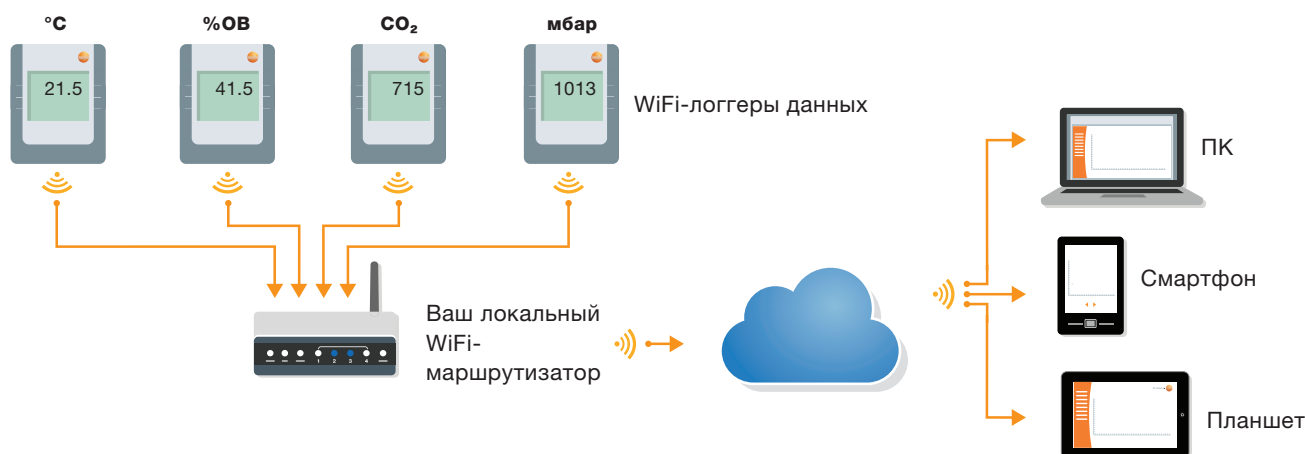 °C
%ОВ
CO₂
мбар
21.5
41.5
715
1013
WiFi-логгеры данных
ПК
Смартфон
Ваш локальный
WiFi-
маршрутизатор
1 2 3 4
Планшет